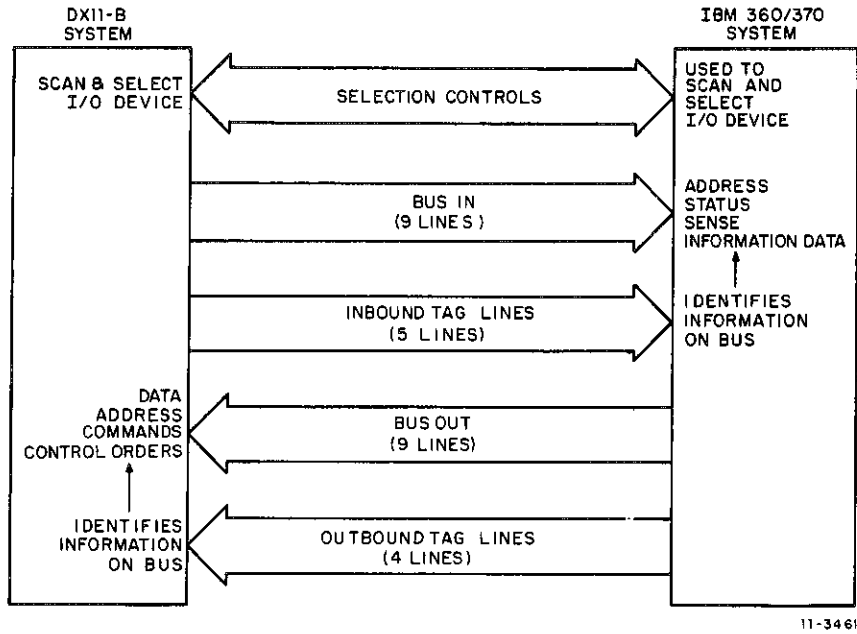 DX11-B
SYSTEM
IBM 360/370
SYSTEM
SCAN & SELECT
I/O DEVICE
SELECTION CONTROLS
USED TO
SCAN AND
SELECT
I/O DEVICE
BUS IN
(9 LINES)
ADDRESS
STATUS
SENSE
INFORMATION DATA
INBOUND TAG LINES
(5 LINES)
IDENTIFIES
INFORMATION
ON BUS
DATA
ADDRESS
COMMANDS
CONTROL ORDERS
BUS OUT
(9 LINES)
IDENTIFIES
INFORMATION
ON BUS
OUTBOUND TAG LINES
(4 LINES)
11-3461